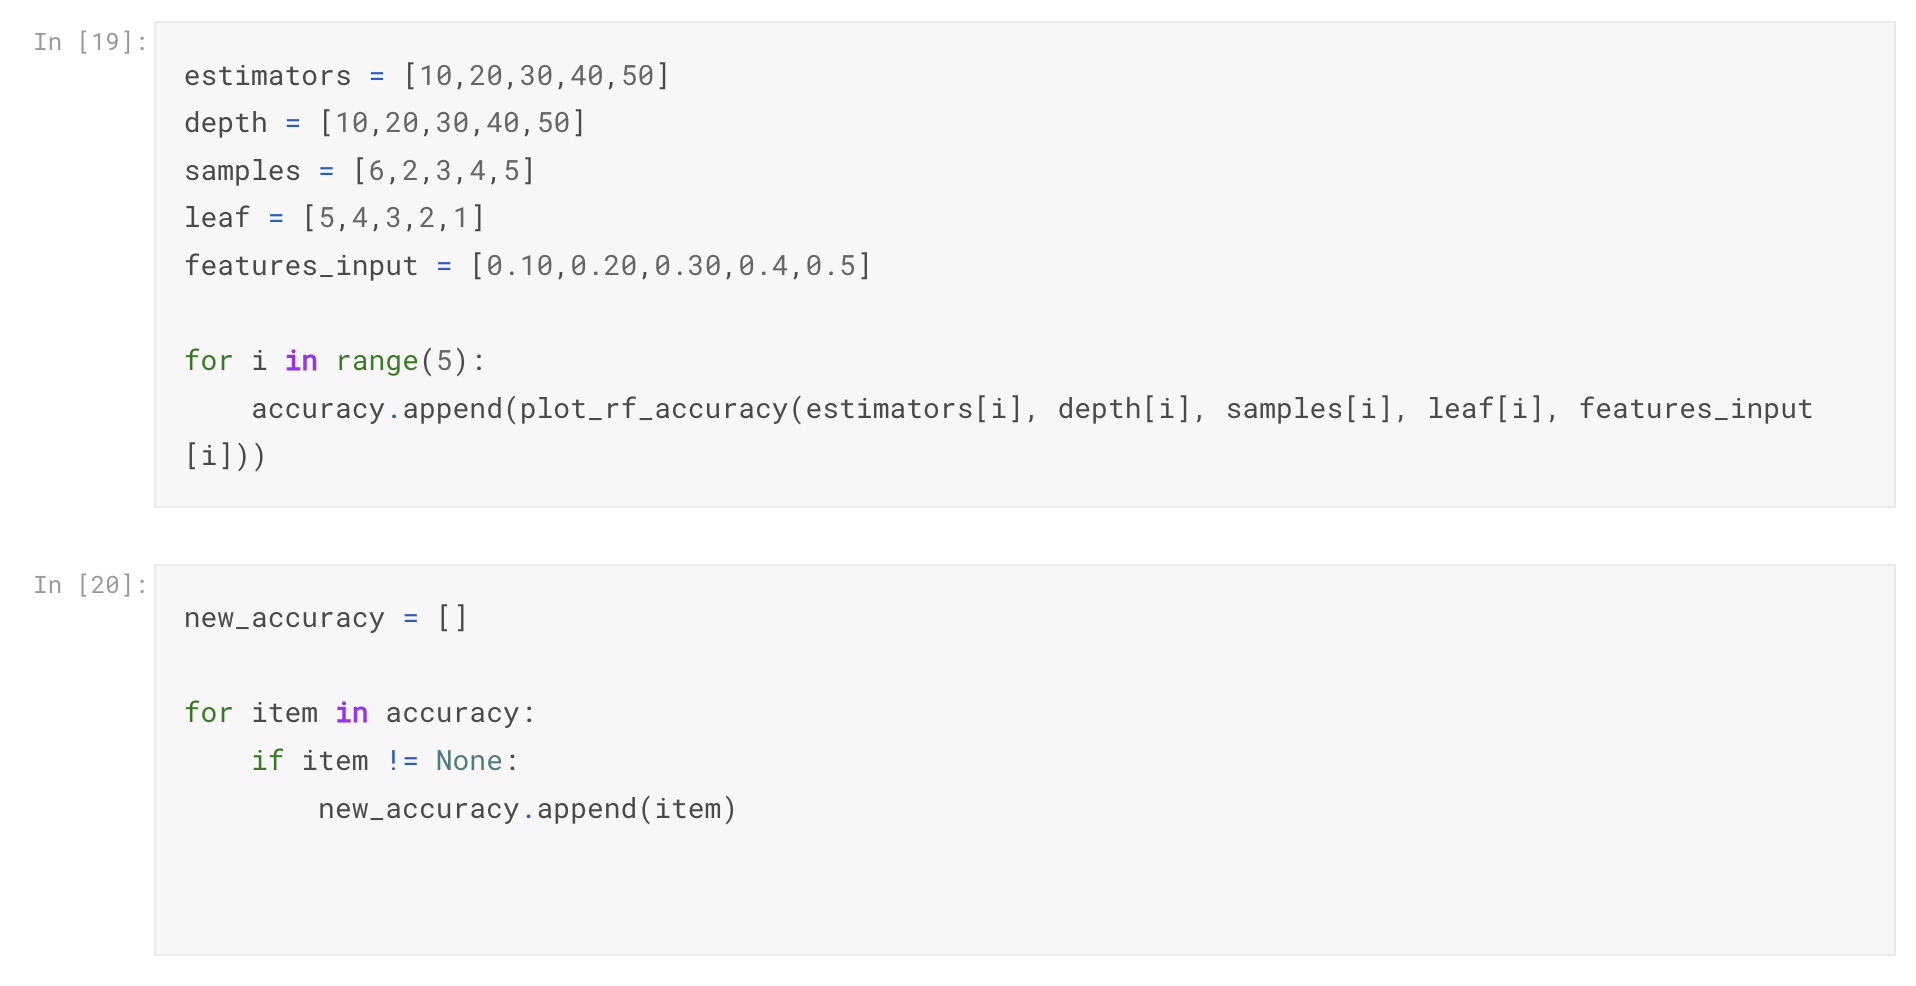 In [19]:
estimators = [10,20,30,40,50]
depth = [10,20,30,40,50]
samples = [6,2,3,4,5]
leaf = [5,4,3,2,1]
features_input = [0.10,0.20,0.30,0.4,0.5]

for i in range(5):
    accuracy.append(plot_rf_accuracy(estimators[i], depth[i], samples[i], leaf[i], features_input
[i]))

In [20]:
new_accuracy = []

for item in accuracy:
    if item != None:
        new_accuracy.append(item)